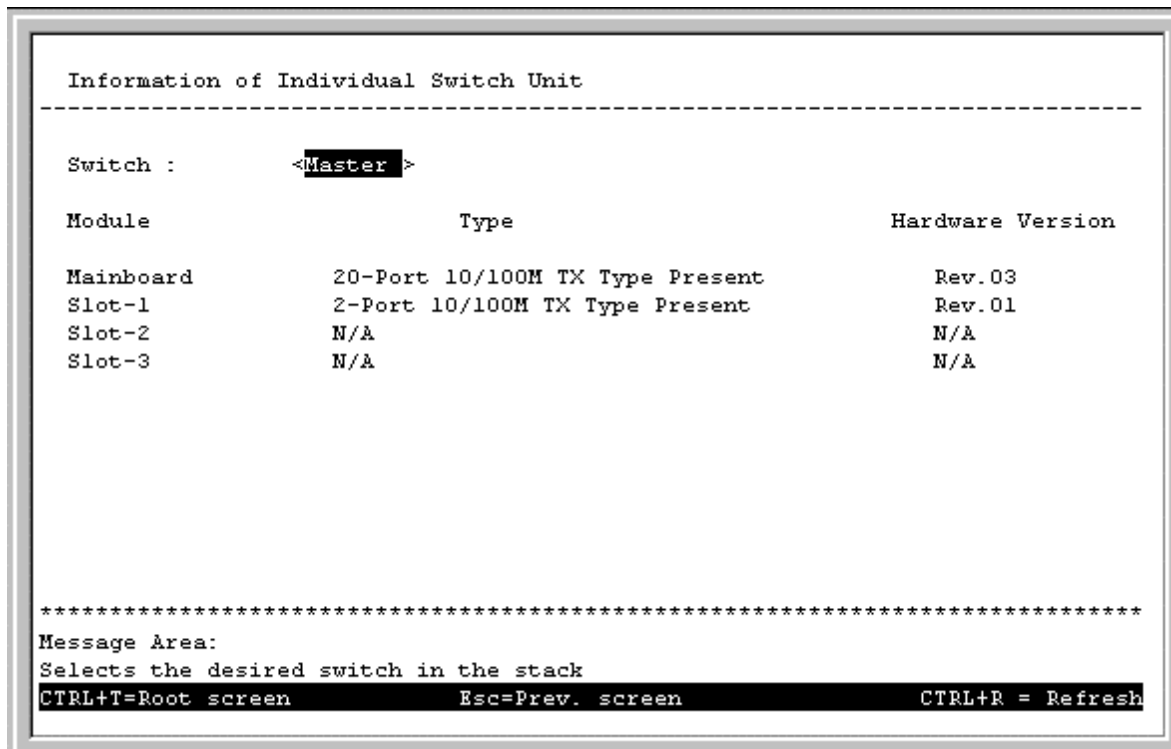 Information of Individual Switch Unit
-------------------------------------------------------------------------------
Switch : <Master >
Module Type Hardware Version
Mainboard 20-Port 10/100M TX Type Present Rev.03
Slot-1 2-Port 10/100M TX Type Present Rev.01
Slot-2 N/A N/A
Slot-3 N/A N/A
*******************************************************************************
Message Area:
Selects the desired switch in the stack
CTRL+T=Root screen Esc=Prev. screen CTRL+R = Refresh